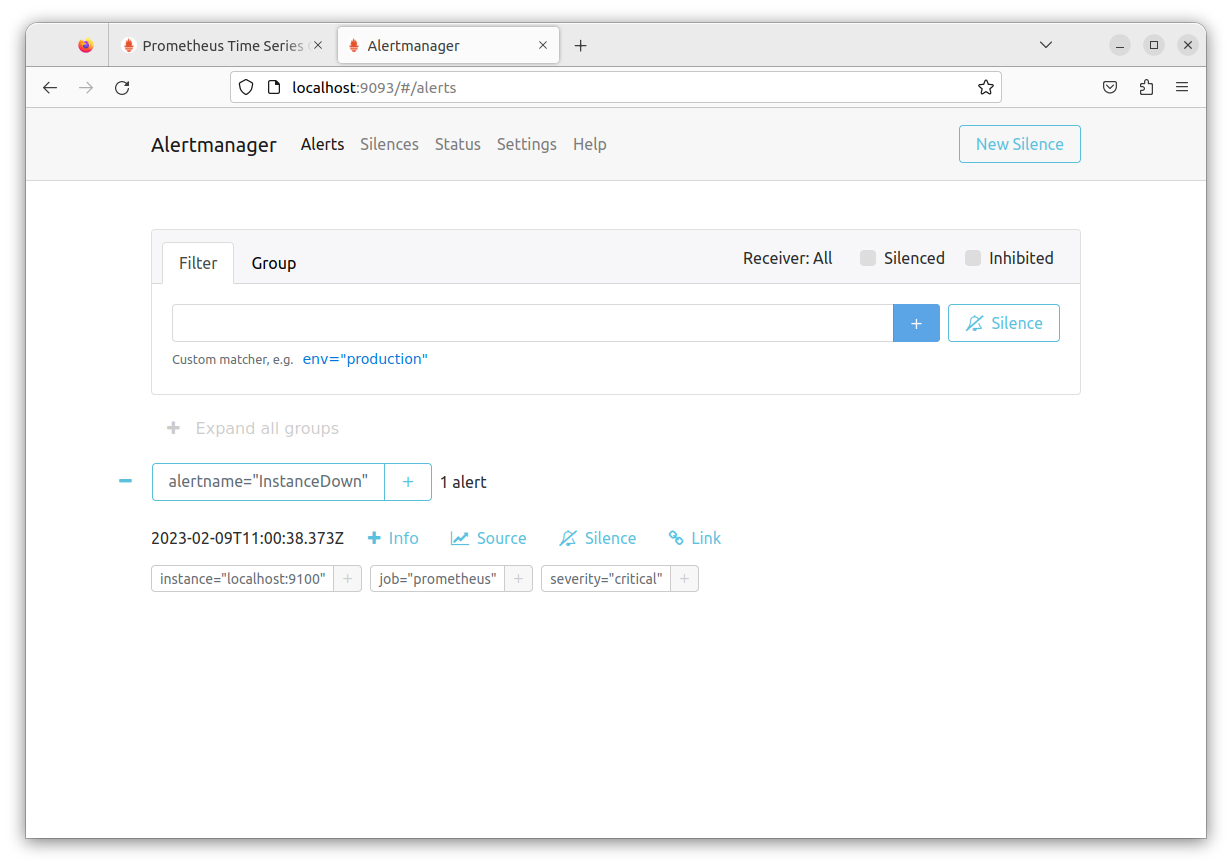 Prometheus Time Series
Alertmanager
localhost:9093/#/alerts
Alertmanager Alerts Silences Status Settings Help New Silence
Filter Group Receiver: All Silenced Inhibited
+ Silence
Custom matcher, e.g. env="production"
+ Expand all groups
alertname="InstanceDown" + 1 alert
2023-02-09T11:00:38.373Z + Info Source Silence Link
instance="localhost:9100" + job="prometheus" + severity="critical" +